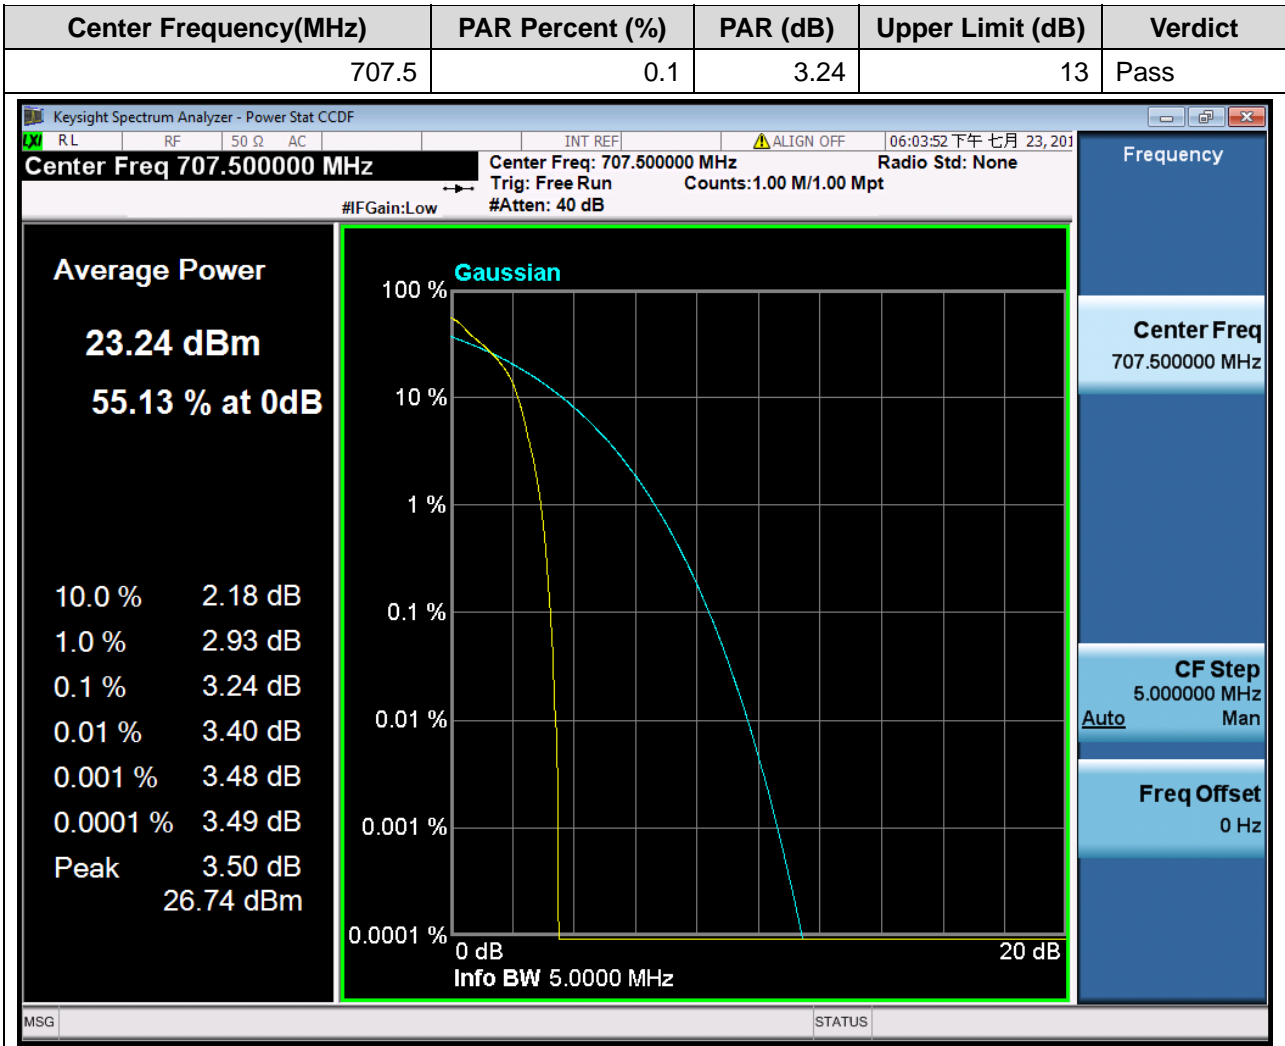 Center Frequency(MHz) PAR Percent (%) PAR (dB) Upper Limit (dB) Verdict
707.5 0.1 3.24 13 Pass
Keysight Spectrum Analyzer - Power Stat CCDF
LXI RL RF 50 Ω AC INT REF ALIGN OFF 06:03:52 下午 七月 23, 201
Center Freq 707.500000 MHz
Center Freq: 707.500000 MHz Radio Std: None
Trig: Free Run Counts:1.00 M/1.00 Mpt
#IFGain:Low #Atten: 40 dB
Frequency
Average Power
23.24 dBm
55.13 % at 0dB
10.0 % 2.18 dB
1.0 % 2.93 dB
0.1 % 3.24 dB
0.01 % 3.40 dB
0.001 % 3.48 dB
0.0001 % 3.49 dB
Peak 3.50 dB
26.74 dBm
Gaussian
100 %
10 %
1 %
0.1 %
0.01 %
0.001 %
0.0001 %
0 dB 20 dB
Info BW 5.0000 MHz
Center Freq
707.500000 MHz
CF Step
5.000000 MHz
Auto Man
Freq Offset
0 Hz
MSG STATUS